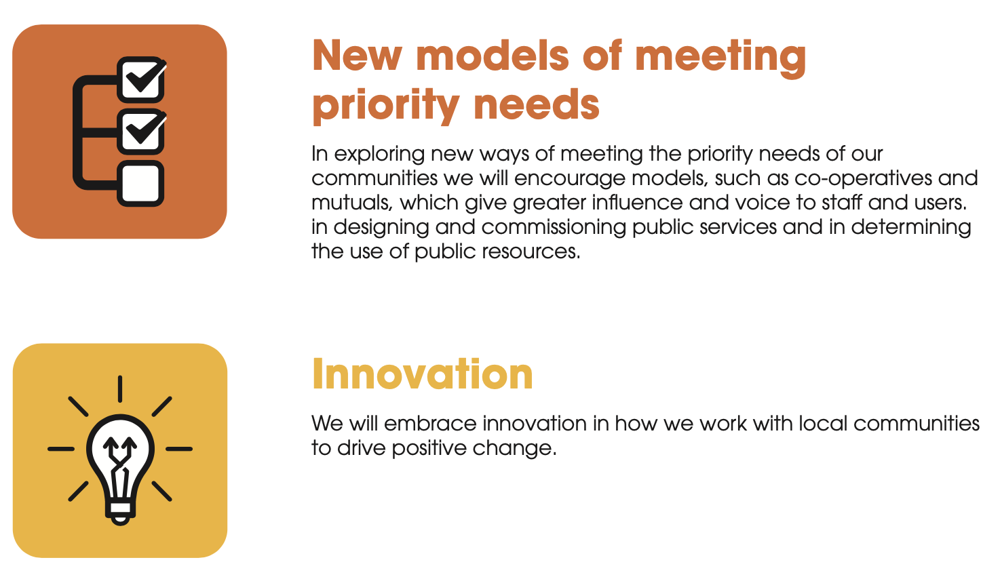 New models of meeting
priority needs
In exploring new ways of meeting the priority needs of our
communities we will encourage models, such as co-operatives and
mutuals, which give greater influence and voice to staff and users.
in designing and commissioning public services and in determining
the use of public resources.
Innovation
We will embrace innovation in how we work with local communities
to drive positive change.